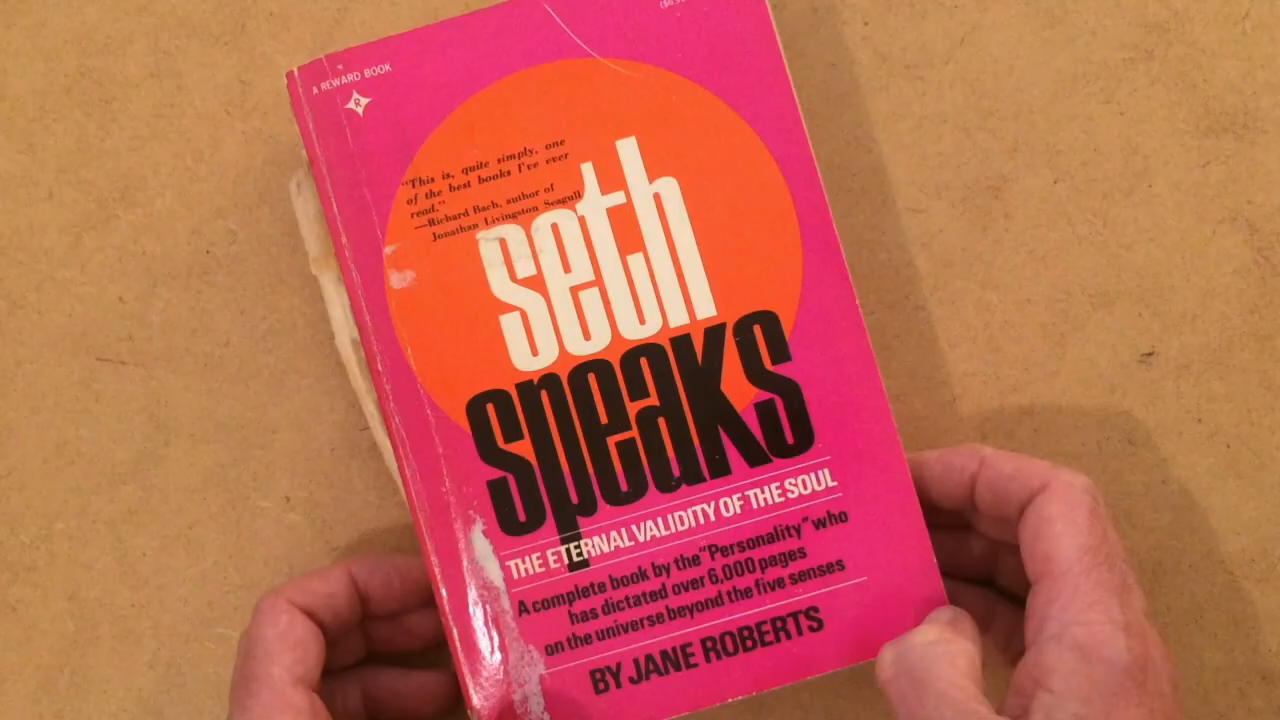 A REWARD BOOK
R
"This is, quite simply, one
of the best books I've ever
read."
—Richard Bach, author of
Jonathan Livingston Seagull
seth
speaks
THE ETERNAL VALIDITY OF THE SOUL
A complete book by the "Personality" who
has dictated over 6,000 pages
on the universe beyond the five senses
BY JANE ROBERTS